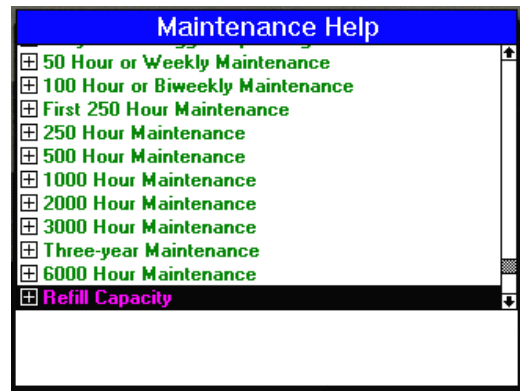 Maintenance Help
50 Hour or Weekly Maintenance
100 Hour or Biweekly Maintenance
First 250 Hour Maintenance
250 Hour Maintenance
500 Hour Maintenance
1000 Hour Maintenance
2000 Hour Maintenance
3000 Hour Maintenance
Three-year Maintenance
6000 Hour Maintenance
Refill Capacity